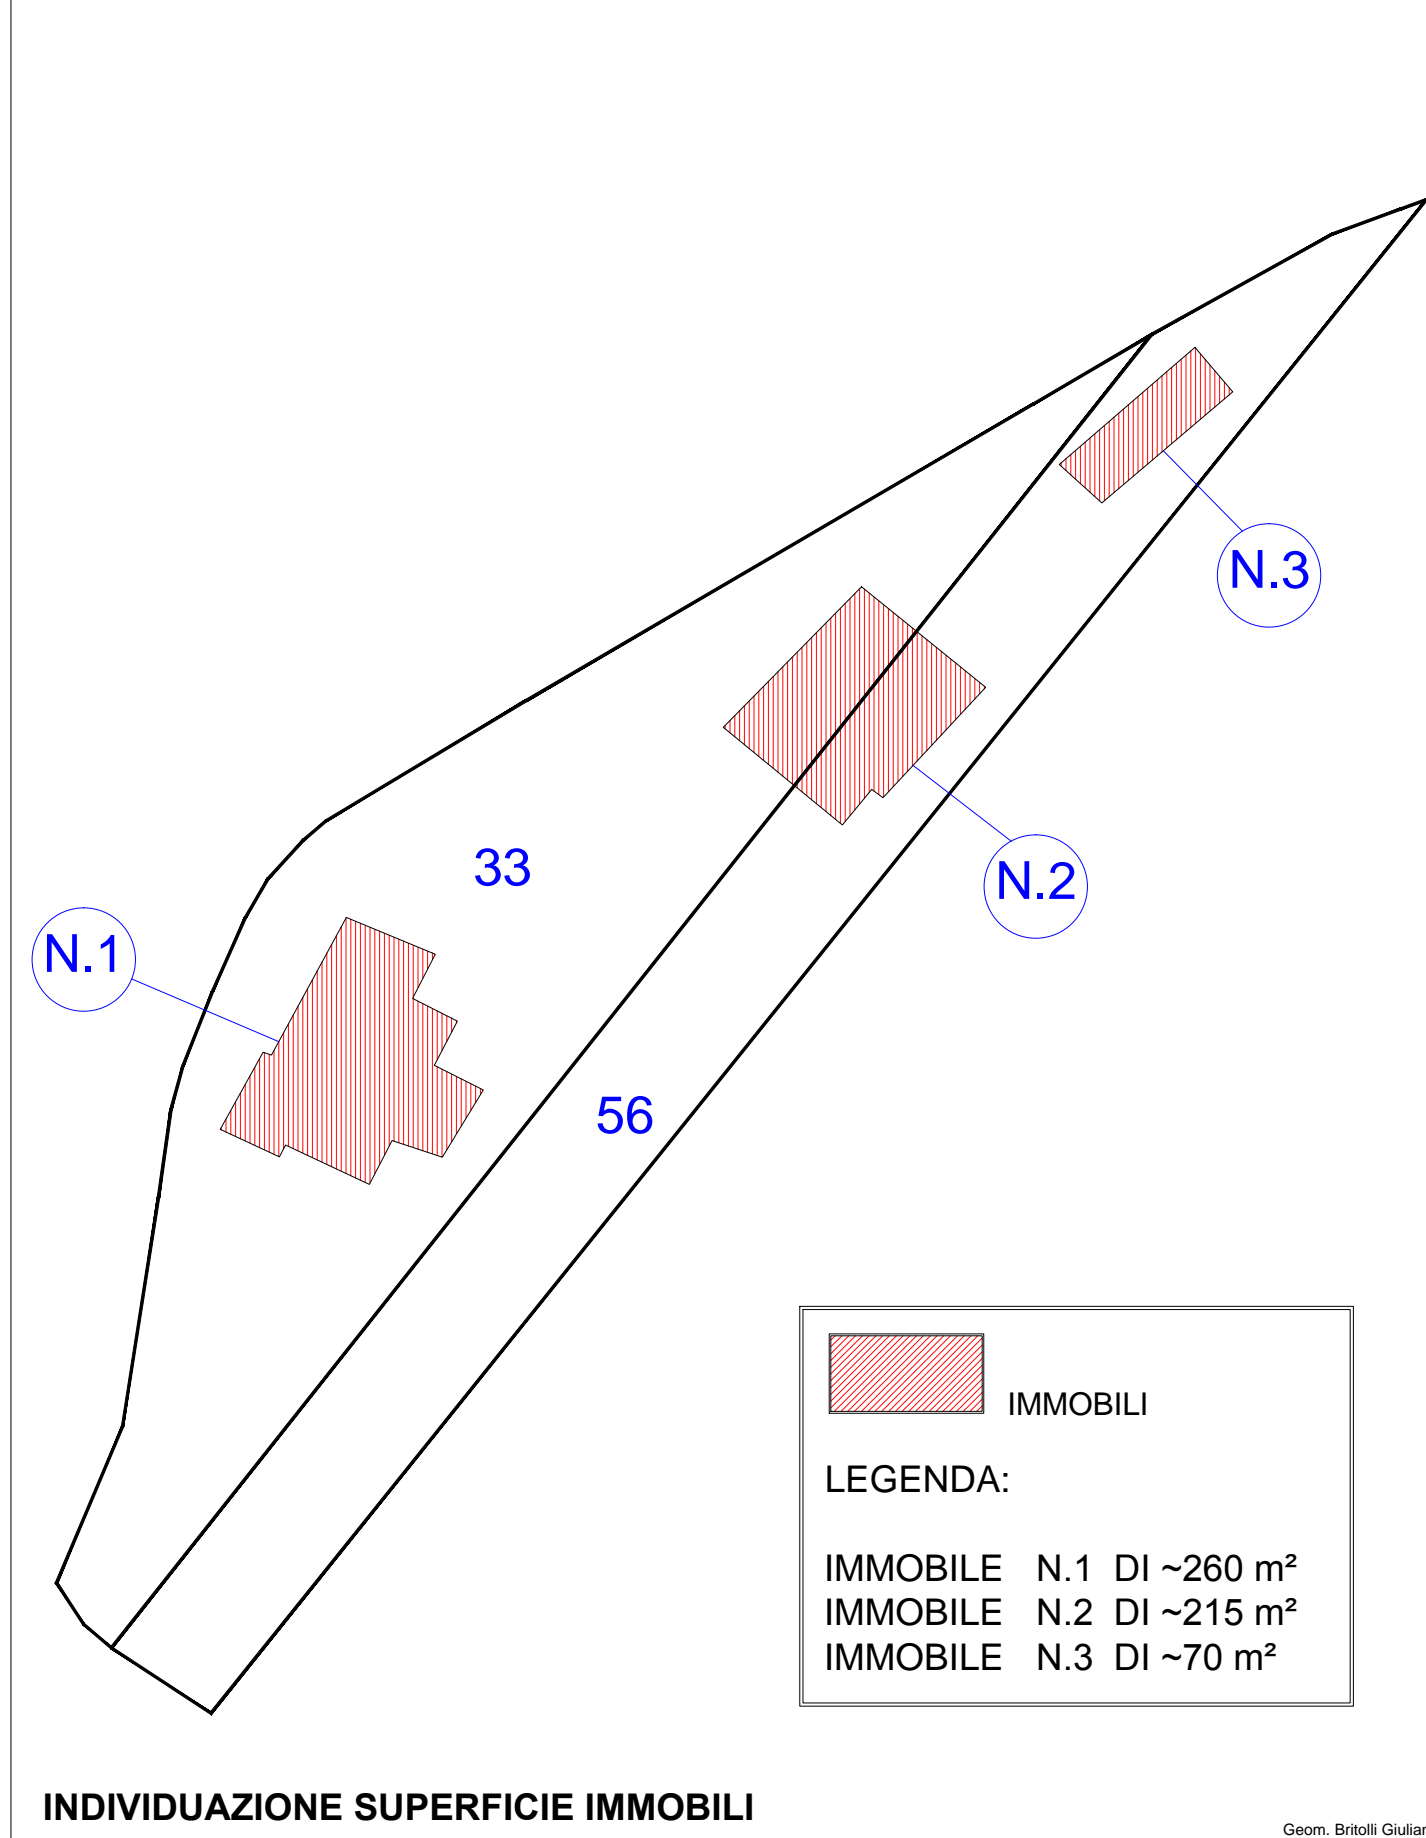 N.3
N.2
33
N.1
56
IMMOBILI
LEGENDA:
IMMOBILE N.1 DI ~260 m²
IMMOBILE N.2 DI ~215 m²
IMMOBILE N.3 DI ~70 m²
INDIVIDUAZIONE SUPERFICIE IMMOBILI
Geom. Britolli